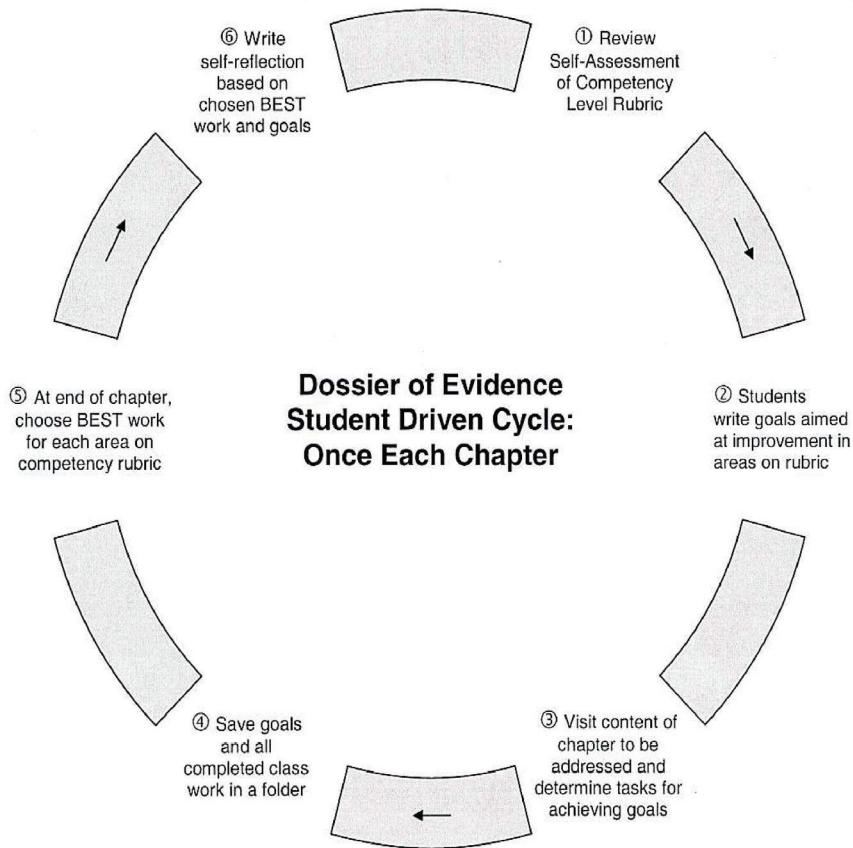 ① Review
Self-Assessment
of Competency
Level Rubric
② Students
write goals aimed
at improvement in
areas on rubric
③ Visit content of
chapter to be
addressed and
determine tasks for
achieving goals
④ Save goals
and all
completed class
work in a folder
⑤ At end of chapter,
choose BEST work
for each area on
competency rubric
⑥ Write
self-reflection
based on
chosen BEST
work and goals
Dossier of Evidence
Student Driven Cycle:
Once Each Chapter